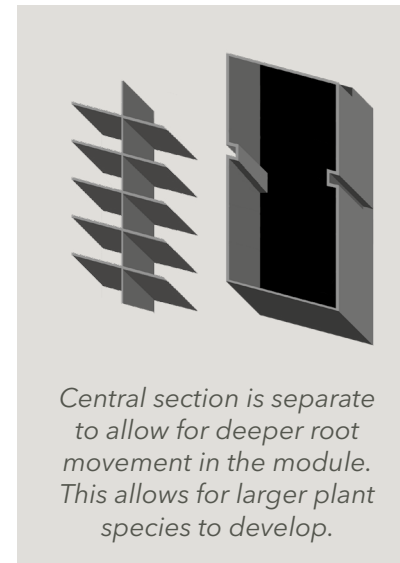 Central section is separate
to allow for deeper root
movement in the module.
This allows for larger plant
species to develop.